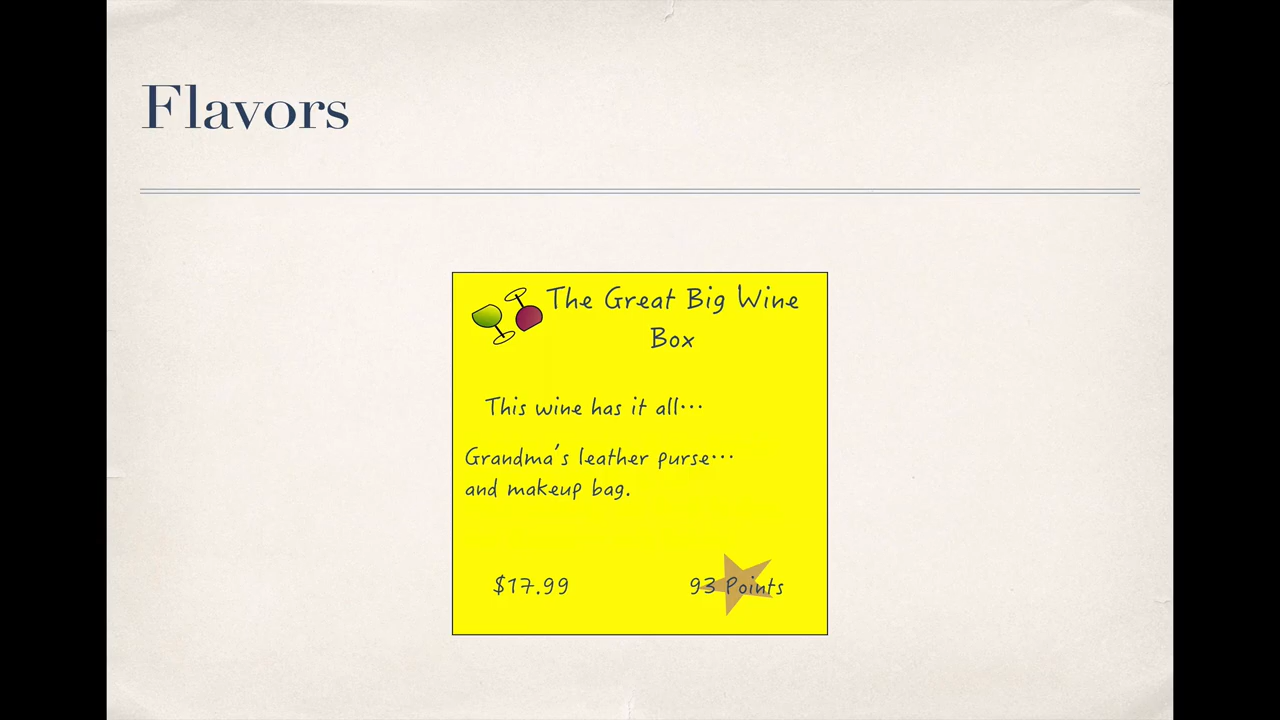 Flavors
The Great Big Wine
Box
This wine has it all...
Grandma's leather purse...
and makeup bag.
$17.99
93 Points